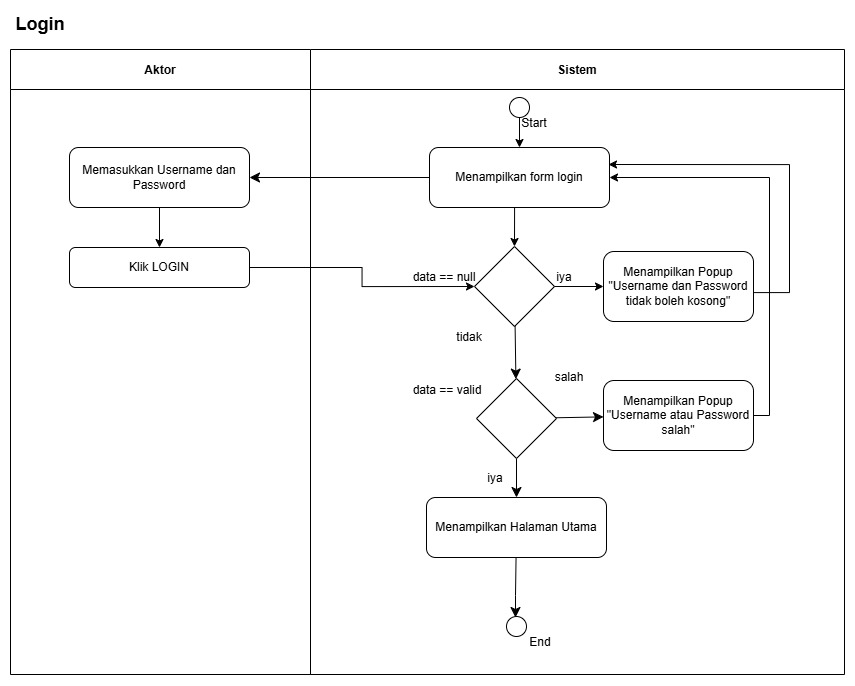 Login
Aktor
Sistem
Start
Memasukkan Username dan
Password
Menampilkan form login
Klik LOGIN
data == null
iya
Menampilkan Popup
"Username dan Password
tidak boleh kosong"
tidak
data == valid
salah
Menampilkan Popup
"Username atau Password
salah"
iya
Menampilkan Halaman Utama
End